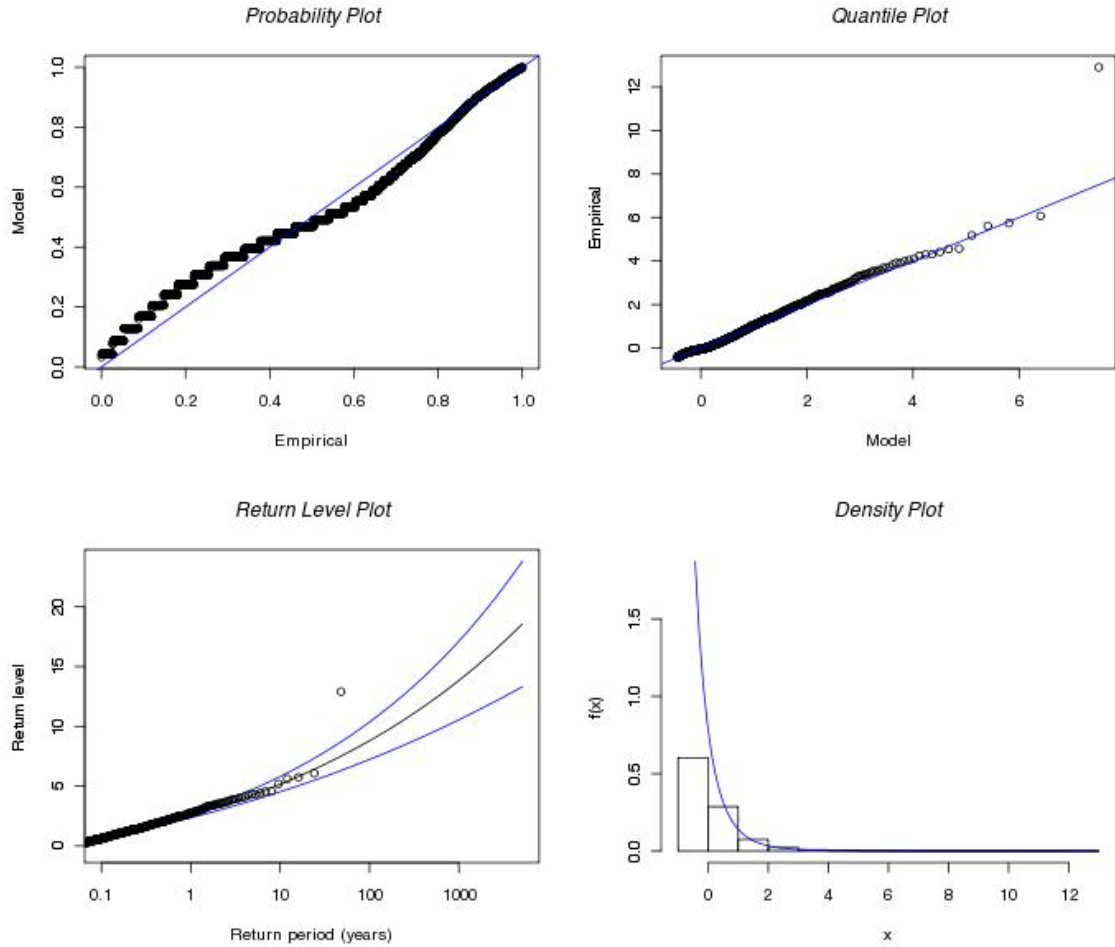 Probability Plot
Model
0.0 0.2 0.4 0.6 0.8 1.0
0.0 0.2 0.4 0.6 0.8 1.0
Empirical
Quantile Plot
Empirical
0 2 4 6 8 10 12
0 2 4 6
Model
Return Level Plot
Return level
0 5 10 15 20
0.1 1 10 100 1000
Return period (years)
Density Plot
f(x)
0.0 0.5 1.0 1.5
0 2 4 6 8 10 12
x